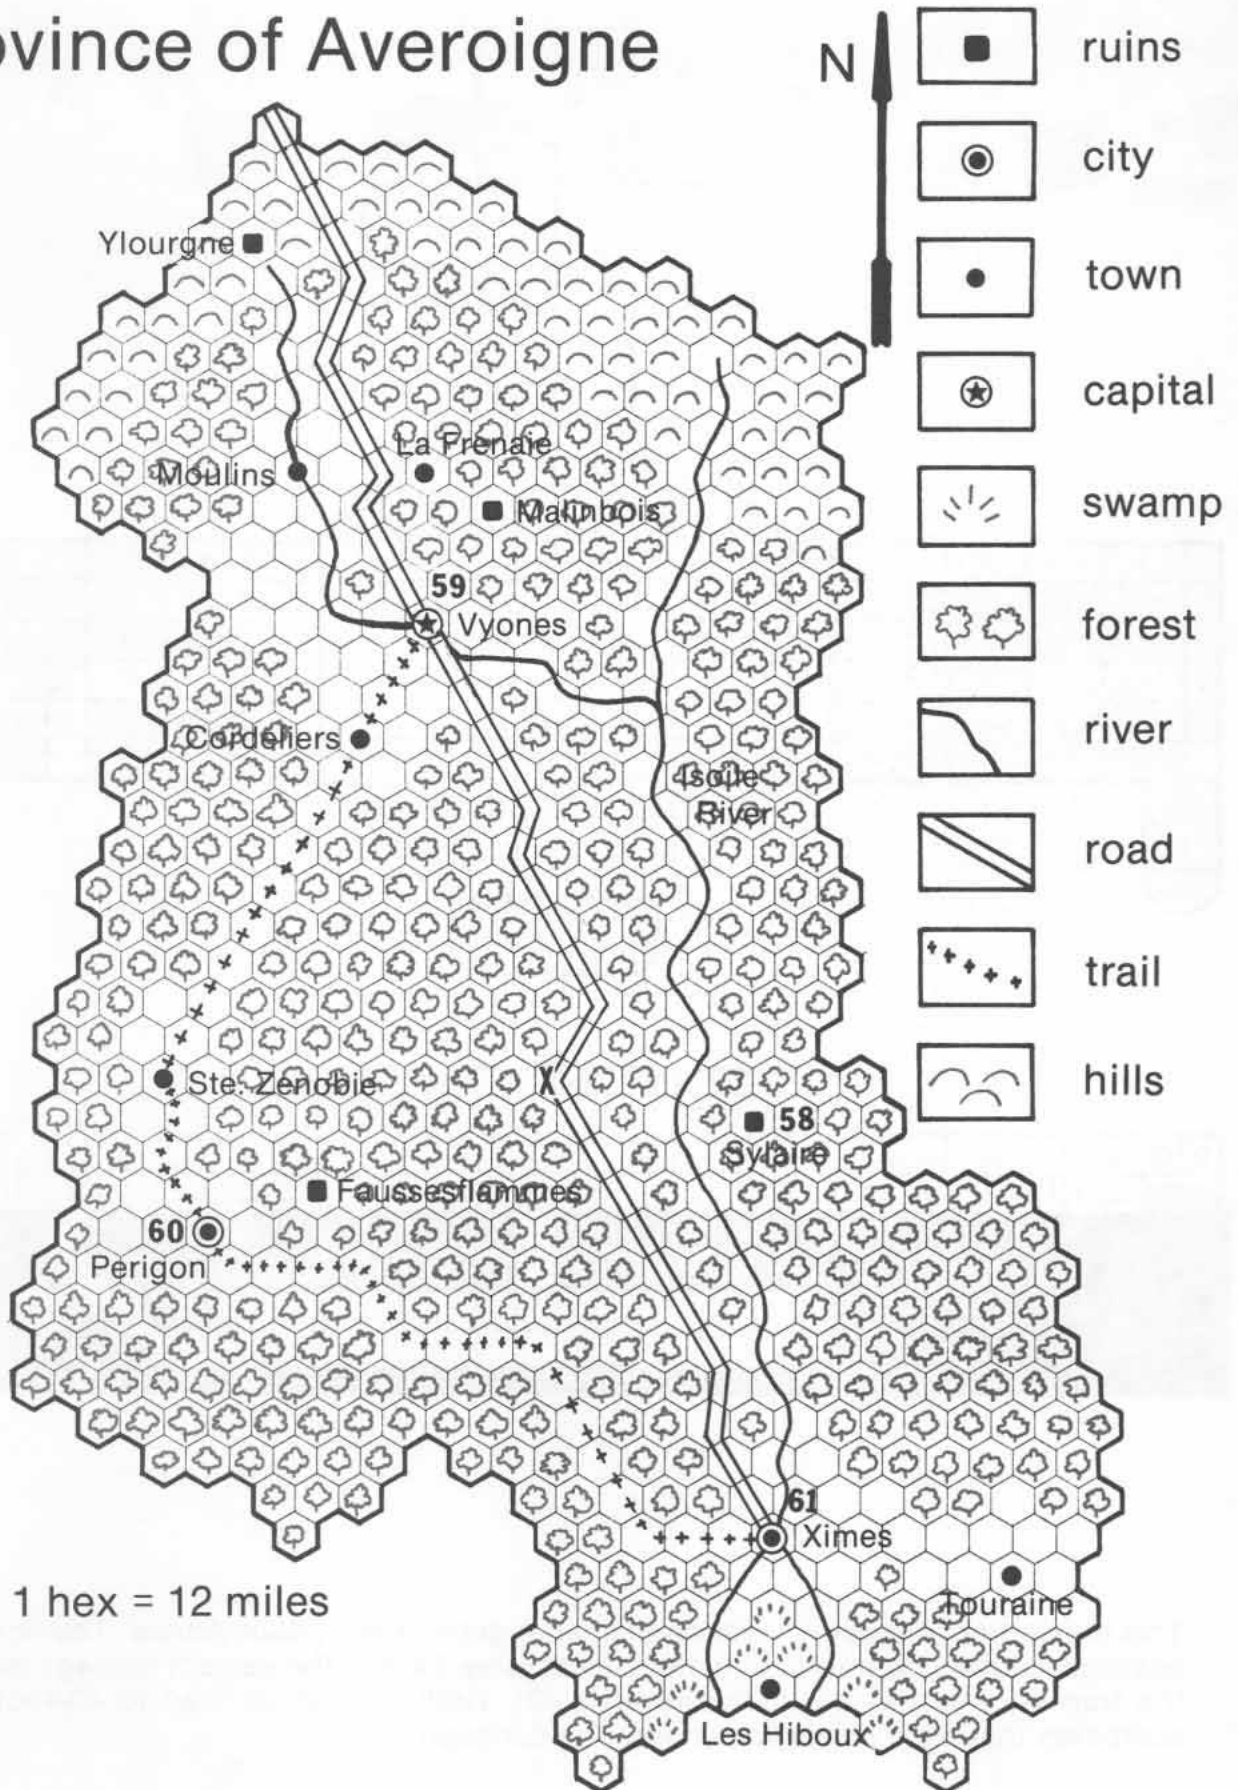 ovince of Averoigne
N
ruins
city
town
capital
swamp
forest
river
road
trail
hills
Ylourgne
La Frenaie
Moulins
Malinbois
59
Vyones
Cordeliers
Isoile
River
Ste. Zenobie
X
58
Sylaire
Faussesflammes
60
Perigon
61
Ximes
1 hex = 12 miles
Touraine
Les Hiboux